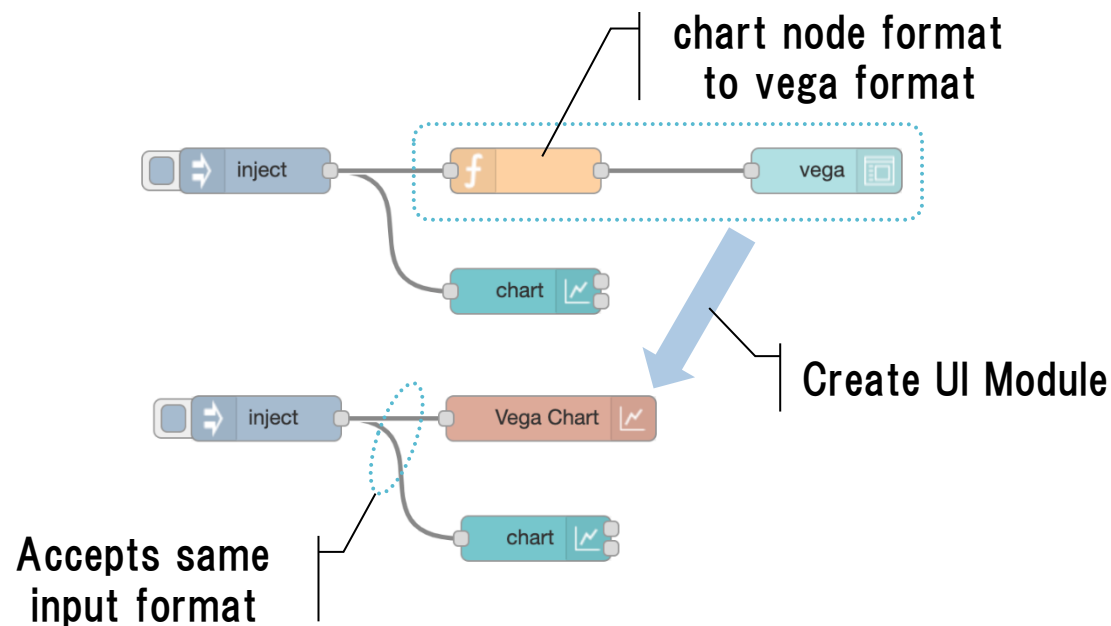 chart node format
to vega format
inject
f
vega
chart
Create UI Module
inject
Vega Chart
chart
Accepts same
input format